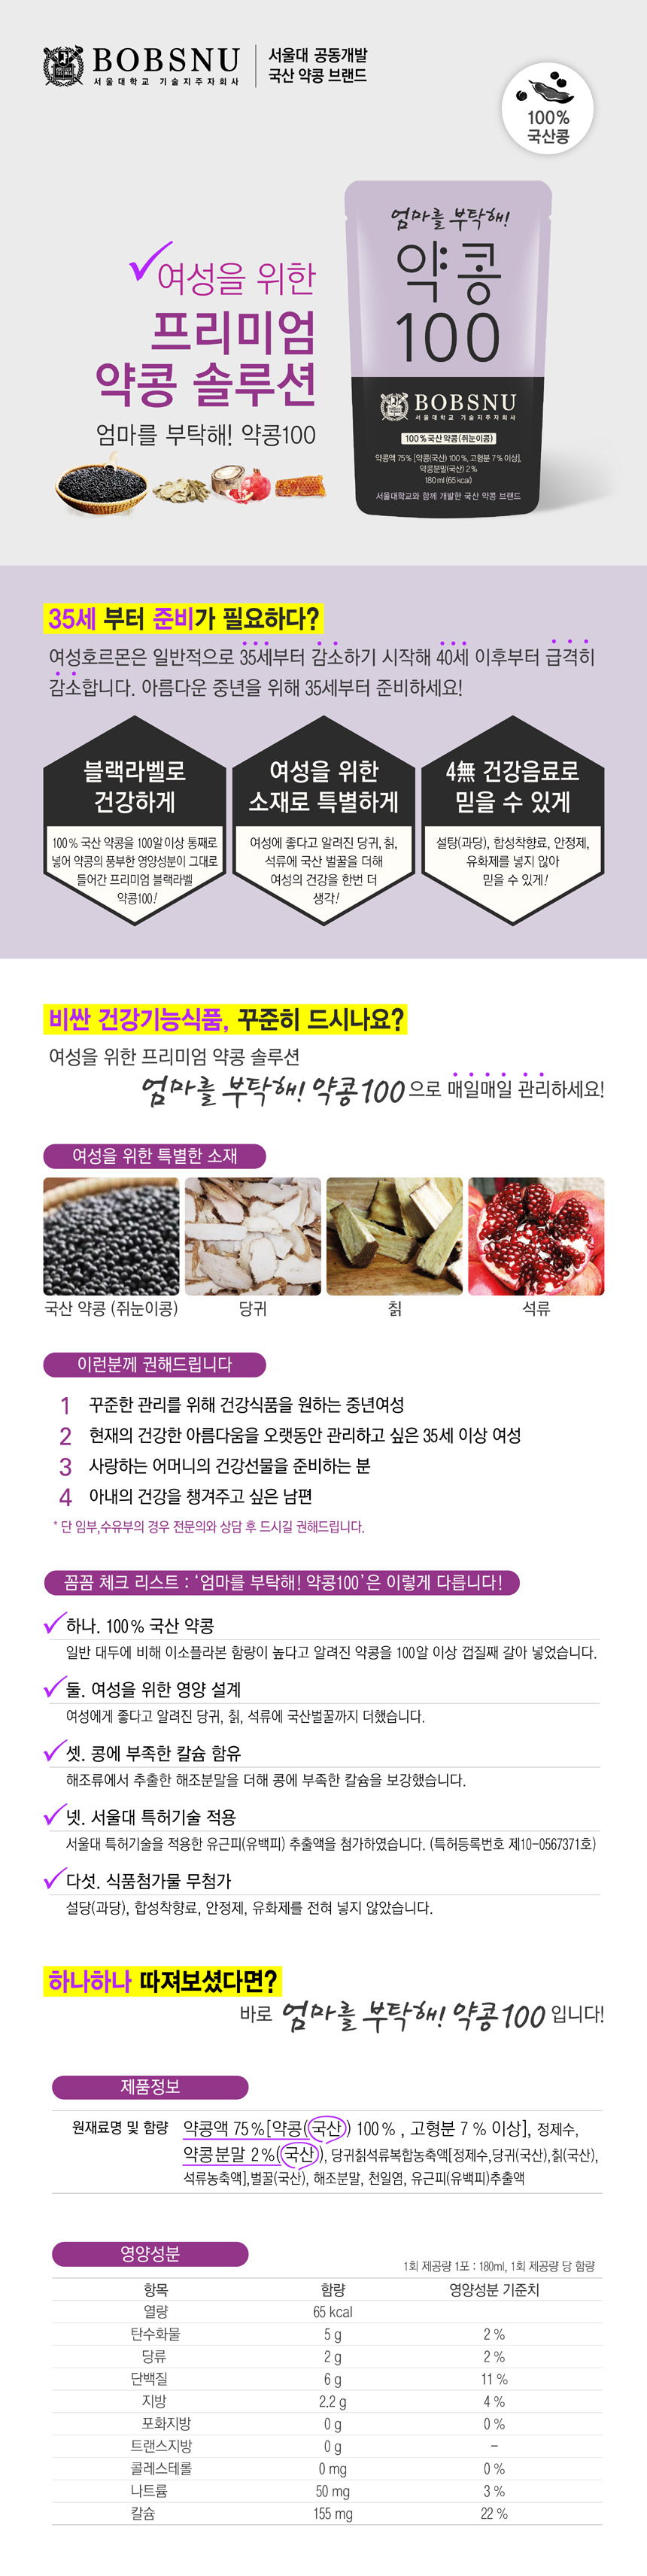 BOBSNU
서울대학교 기술지주자회사
서울대 공동개발
국산 약콩 브랜드
100%
국산콩
엄마를 부탁해!
약콩
100
BOBSNU
서울대학교 기술지주자회사
100% 국산 약콩(쥐눈이콩)
약콩액 75% [약콩(국산) 100%, 고형분 7% 이상],
약콩분말(국산) 2%
180ml (65 kcal)
서울대학교와 함께 개발한 국산 약콩 브랜드
여성을 위한
프리미엄
약콩 솔루션
엄마를 부탁해! 약콩100
35세 부터 준비가 필요하다?
여성호르몬은 일반적으로 35세부터 감소하기 시작해 40세 이후부터 급격히
감소합니다. 아름다운 중년을 위해 35세부터 준비하세요!
블랙라벨로
건강하게
100% 국산 약콩을 100알 이상 통째로
넣어 약콩의 풍부한 영양성분이 그대로
들어간 프리미엄 블랙라벨
약콩100!
여성을 위한
소재로 특별하게
여성에 좋다고 알려진 당귀, 칡,
석류에 국산 벌꿀을 더해
여성의 건강을 한번 더
생각!
4無 건강음료로
믿을 수 있게
설탕(과당), 합성착향료, 안정제,
유화제를 넣지 않아
믿을 수 있게!
비싼 건강기능식품, 꾸준히 드시나요?
여성을 위한 프리미엄 약콩 솔루션
엄마를 부탁해! 약콩100으로 매일매일 관리하세요!
여성을 위한 특별한 소재
국산 약콩 (쥐눈이콩)
당귀
칡
석류
이런분께 권해드립니다
1 꾸준한 관리를 위해 건강식품을 원하는 중년여성
2 현재의 건강한 아름다움을 오랫동안 관리하고 싶은 35세 이상 여성
3 사랑하는 어머니의 건강선물을 준비하는 분
4 아내의 건강을 챙겨주고 싶은 남편
* 단 임부,수유부의 경우 전문의와 상담 후 드시길 권해드립니다.
꼼꼼 체크 리스트 : ‘엄마를 부탁해! 약콩100’은 이렇게 다릅니다!
하나. 100% 국산 약콩
일반 대두에 비해 이소플라본 함량이 높다고 알려진 약콩을 100알 이상 껍질째 갈아 넣었습니다.
둘. 여성을 위한 영양 설계
여성에게 좋다고 알려진 당귀, 칡, 석류에 국산벌꿀까지 더했습니다.
셋. 콩에 부족한 칼슘 함유
해조류에서 추출한 해조분말을 더해 콩에 부족한 칼슘을 보강했습니다.
넷. 서울대 특허기술 적용
서울대 특허기술을 적용한 유근피(유백피) 추출액을 첨가하였습니다. (특허등록번호 제10-0567371호)
다섯. 식품첨가물 무첨가
설당(과당), 합성착향료, 안정제, 유화제를 전혀 넣지 않았습니다.
하나하나 따져보셨다면?
바로 엄마를 부탁해! 약콩100 입니다!
제품정보
원재료명 및 함량 약콩액 75%[약콩(국산) 100%, 고형분 7% 이상], 정제수,
약콩분말 2%(국산), 당귀칡석류복합농축액[정제수,당귀(국산),칡(국산),
석류농축액],벌꿀(국산), 해조분말, 천일염, 유근피(유백피)추출액
영양성분
1회 제공량 1포 : 180ml, 1회 제공량 당 함량
항목 함량 영양성분 기준치
열량 65 kcal
탄수화물 5 g 2 %
당류 2 g 2 %
단백질 6 g 11 %
지방 2.2 g 4 %
포화지방 0 g 0 %
트랜스지방 0 g -
콜레스테롤 0 mg 0 %
나트륨 50 mg 3 %
칼슘 155 mg 22 %